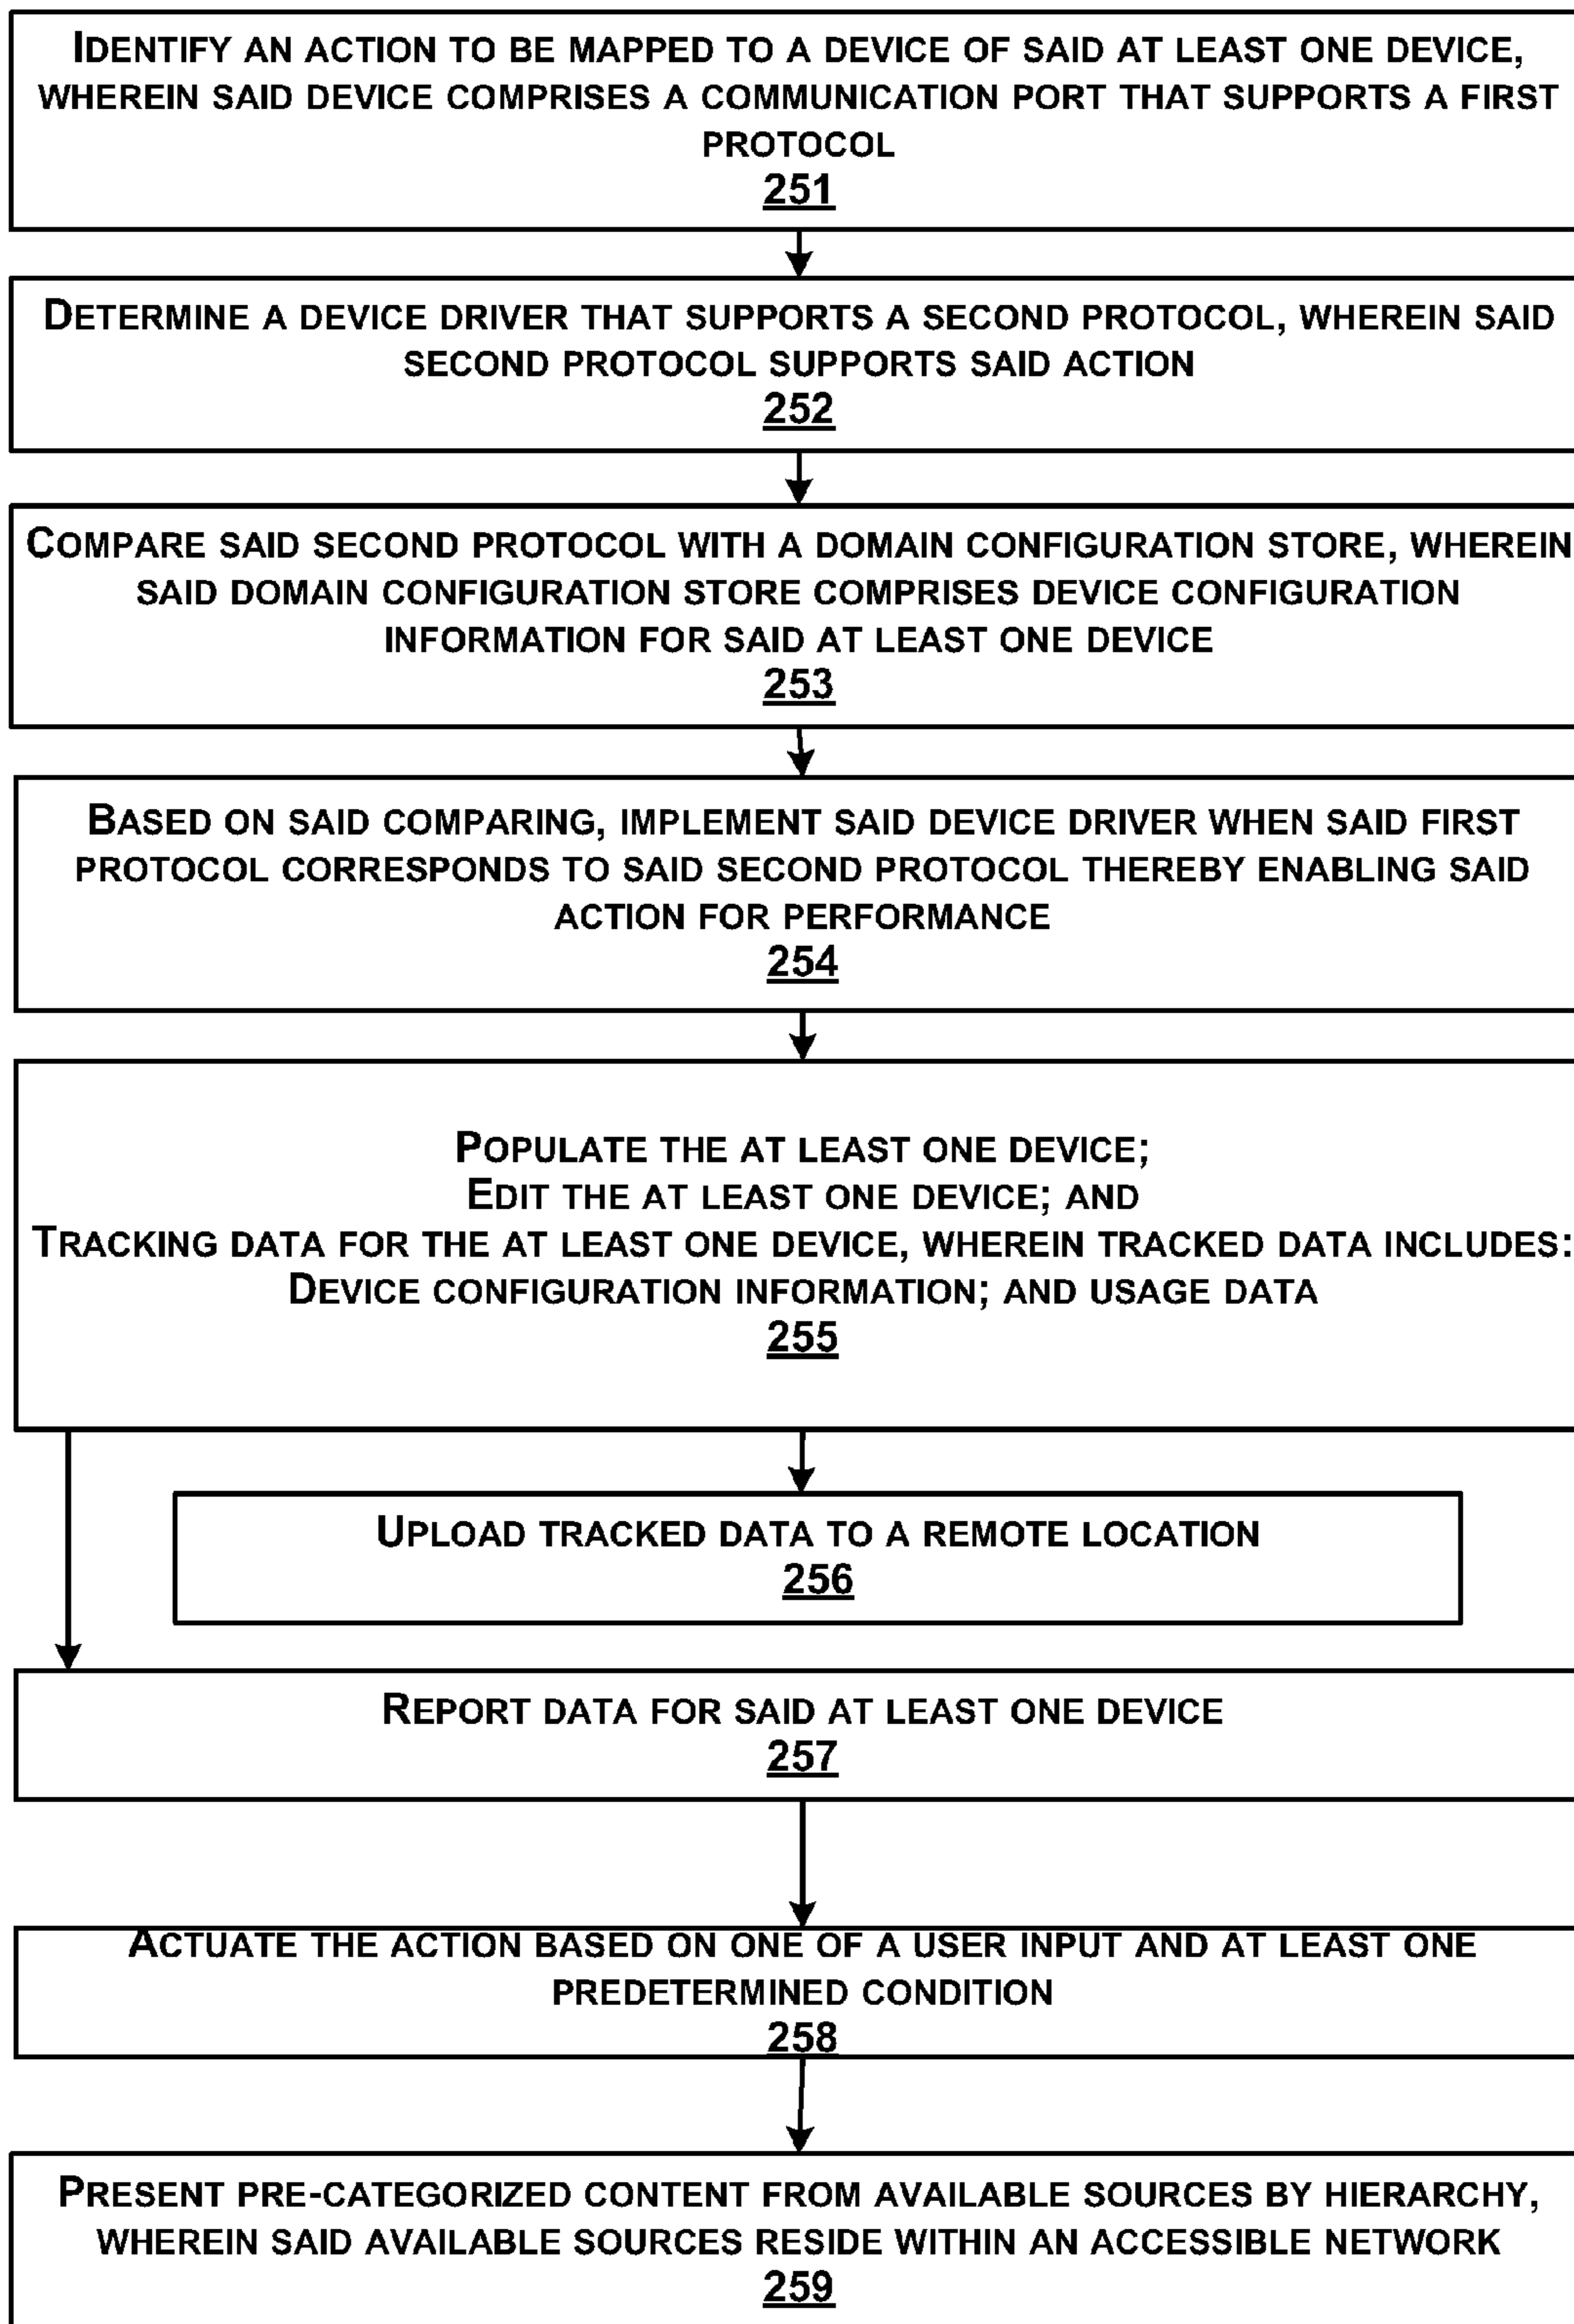 IDENTIFY AN ACTION TO BE MAPPED TO A DEVICE OF SAID AT LEAST ONE DEVICE,
WHEREIN SAID DEVICE COMPRISES A COMMUNICATION PORT THAT SUPPORTS A FIRST
PROTOCOL
251
DETERMINE A DEVICE DRIVER THAT SUPPORTS A SECOND PROTOCOL, WHEREIN SAID
SECOND PROTOCOL SUPPORTS SAID ACTION
252
COMPARE SAID SECOND PROTOCOL WITH A DOMAIN CONFIGURATION STORE, WHEREIN
SAID DOMAIN CONFIGURATION STORE COMPRISES DEVICE CONFIGURATION
INFORMATION FOR SAID AT LEAST ONE DEVICE
253
BASED ON SAID COMPARING, IMPLEMENT SAID DEVICE DRIVER WHEN SAID FIRST
PROTOCOL CORRESPONDS TO SAID SECOND PROTOCOL THEREBY ENABLING SAID
ACTION FOR PERFORMANCE
254
POPULATE THE AT LEAST ONE DEVICE;
EDIT THE AT LEAST ONE DEVICE; AND
TRACKING DATA FOR THE AT LEAST ONE DEVICE, WHEREIN TRACKED DATA INCLUDES:
DEVICE CONFIGURATION INFORMATION; AND USAGE DATA
255
UPLOAD TRACKED DATA TO A REMOTE LOCATION
256
REPORT DATA FOR SAID AT LEAST ONE DEVICE
257
ACTUATE THE ACTION BASED ON ONE OF A USER INPUT AND AT LEAST ONE
PREDETERMINED CONDITION
258
PRESENT PRE-CATEGORIZED CONTENT FROM AVAILABLE SOURCES BY HIERARCHY,
WHEREIN SAID AVAILABLE SOURCES RESIDE WITHIN AN ACCESSIBLE NETWORK
259